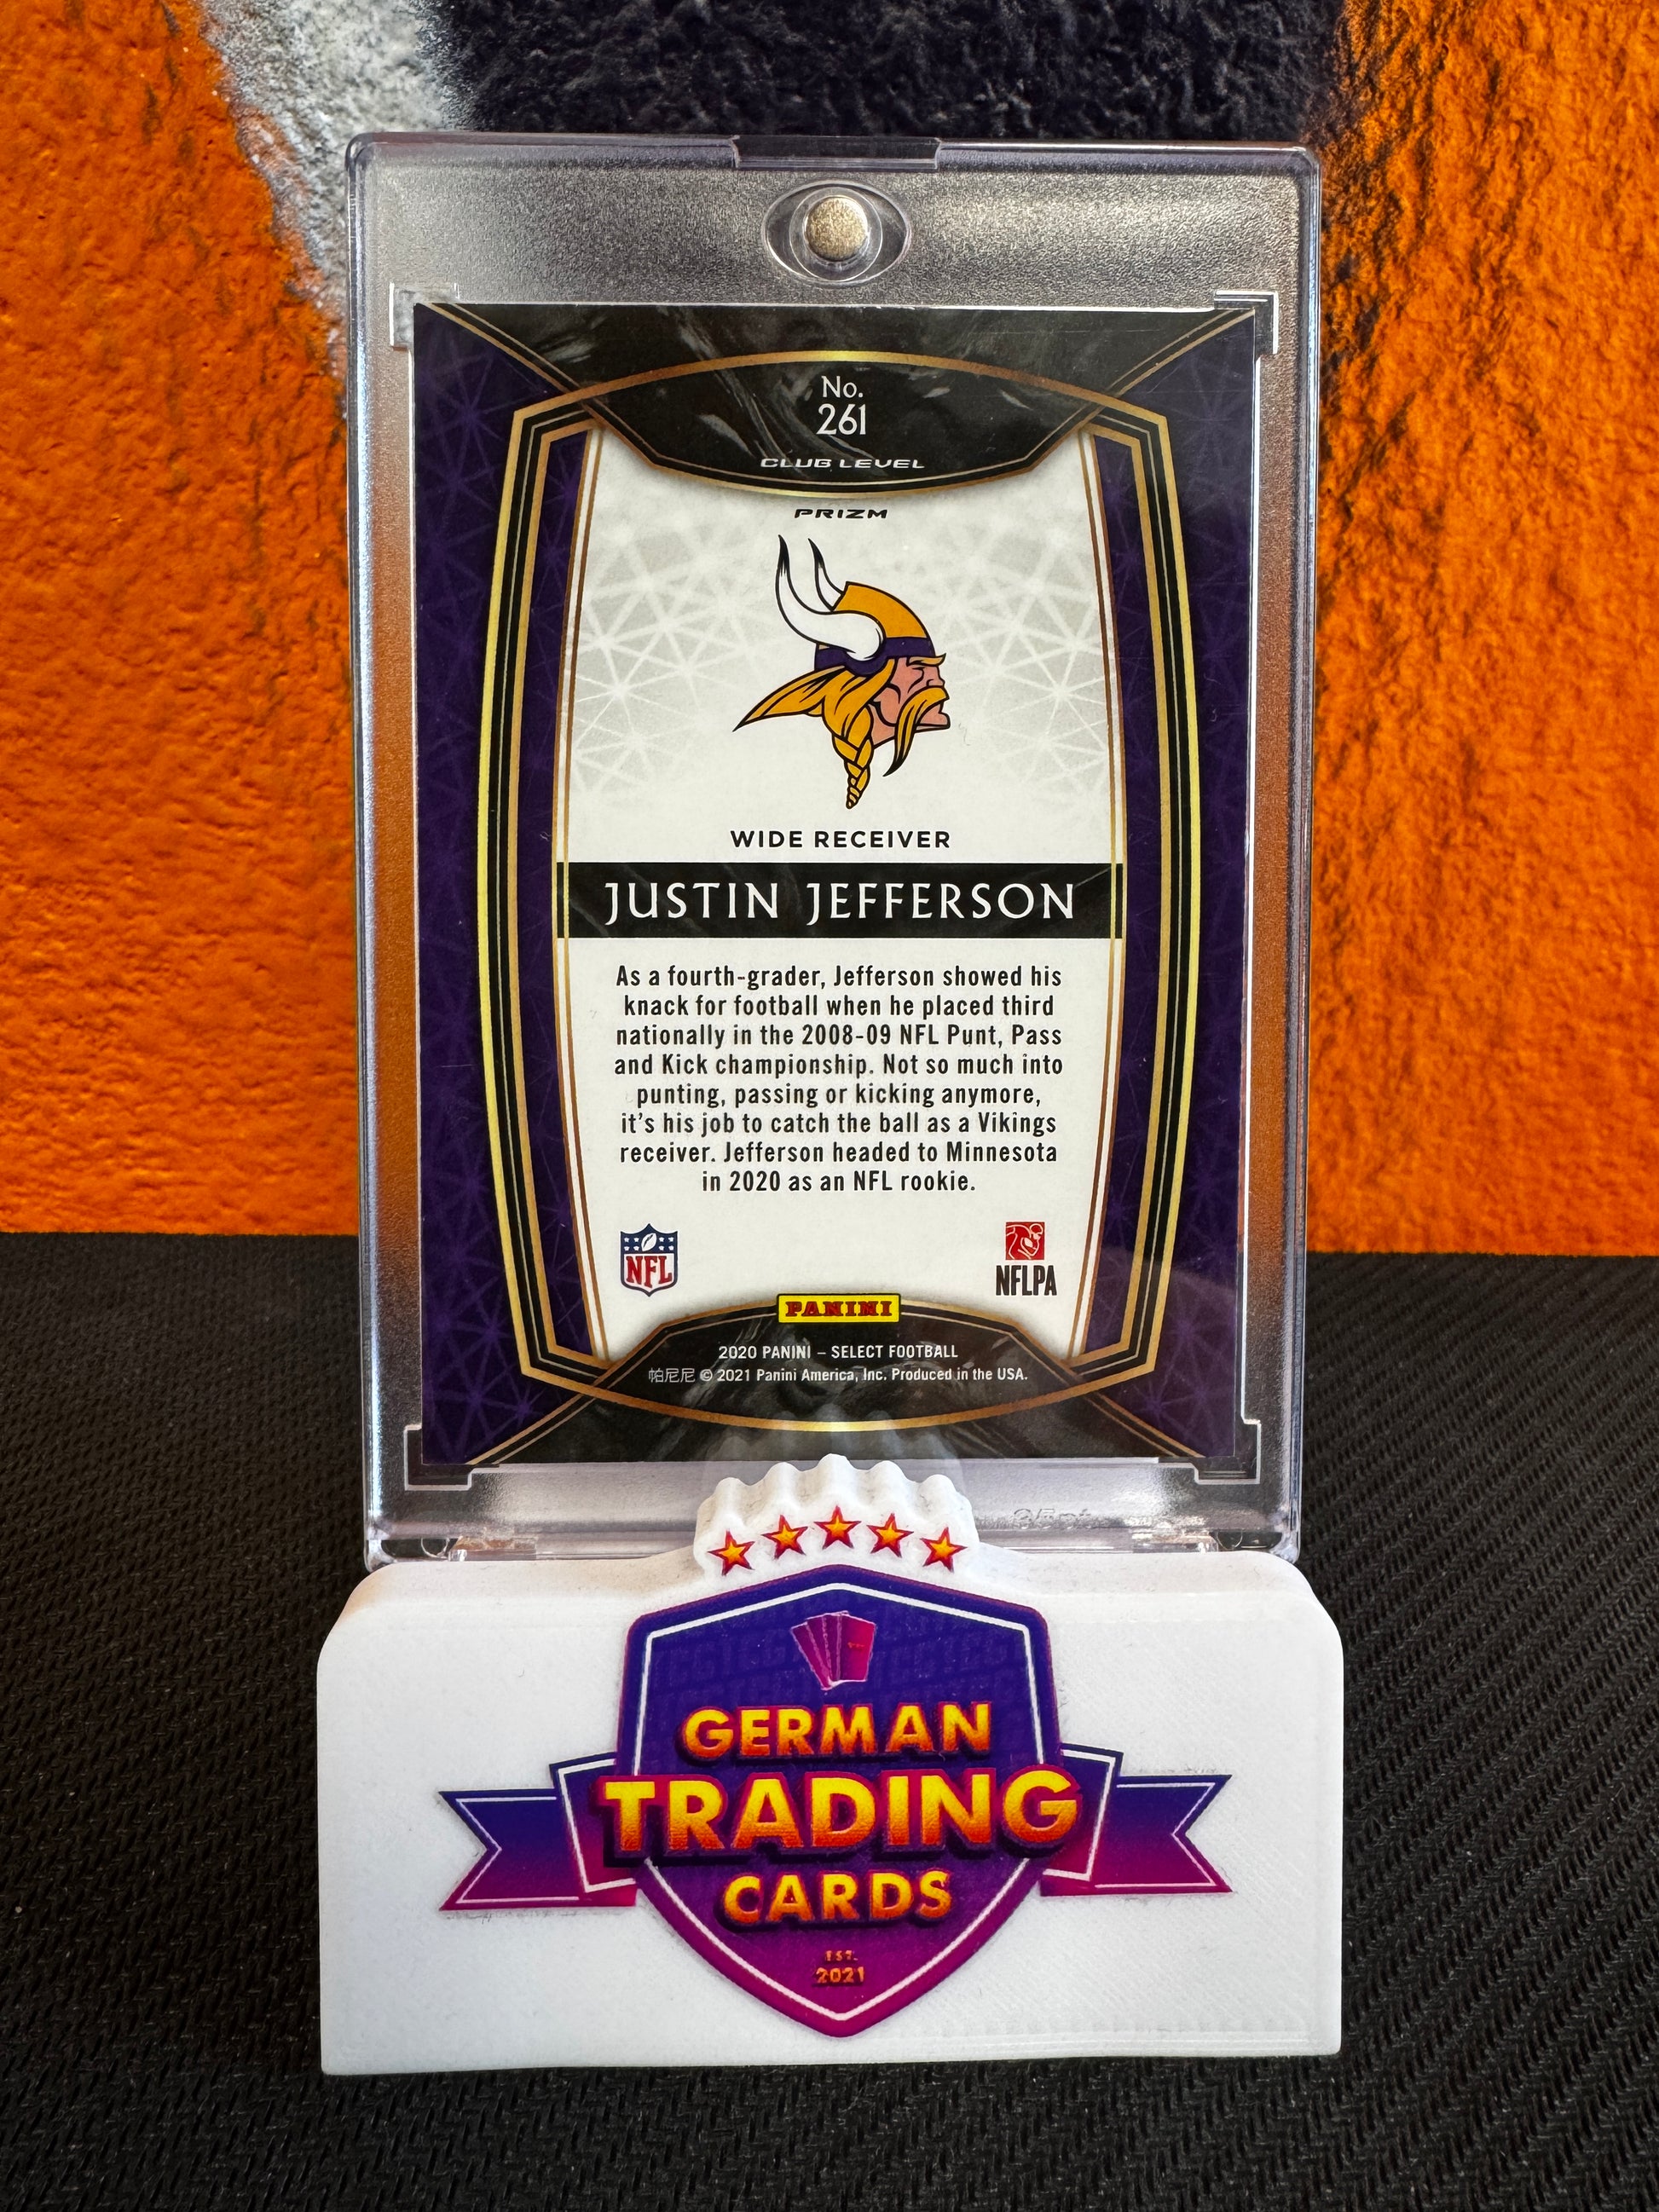 No.
261
CLUB LEVEL
PRIZM
WIDE RECEIVER
JUSTIN JEFFERSON
As a fourth-grader, Jefferson showed his
knack for football when he placed third
nationally in the 2008-09 NFL Punt, Pass
and Kick championship. Not so much into
punting, passing or kicking anymore,
it's his job to catch the ball as a Vikings
receiver. Jefferson headed to Minnesota
in 2020 as an NFL rookie.
NFL
NFLPA
PANINI
2020 PANINI – SELECT FOOTBALL
帕尼尼 © 2021 Panini America, Inc. Produced in the USA.
GERMAN
TRADING
CARDS
EST.
2021